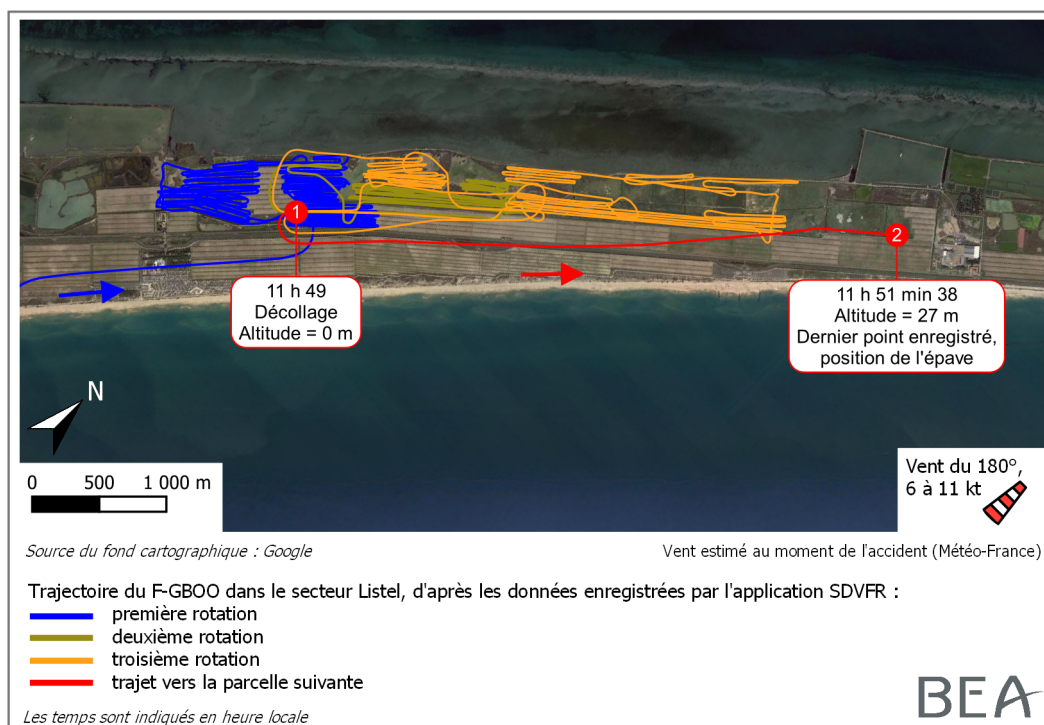 1
2
11 h 49
Décollage
Altitude = 0 m
11 h 51 min 38
Altitude = 27 m
Dernier point enregistré,
position de l'épave
N
0 500 1 000 m
Vent du 180°,
6 à 11 kt
Source du fond cartographique : Google
Vent estimé au moment de l'accident (Météo-France)
Trajectoire du F-GBOO dans le secteur Listel, d'après les données enregistrées par l'application SDVFR :
première rotation
deuxième rotation
troisième rotation
trajet vers la parcelle suivante
Les temps sont indiqués en heure locale
BEA